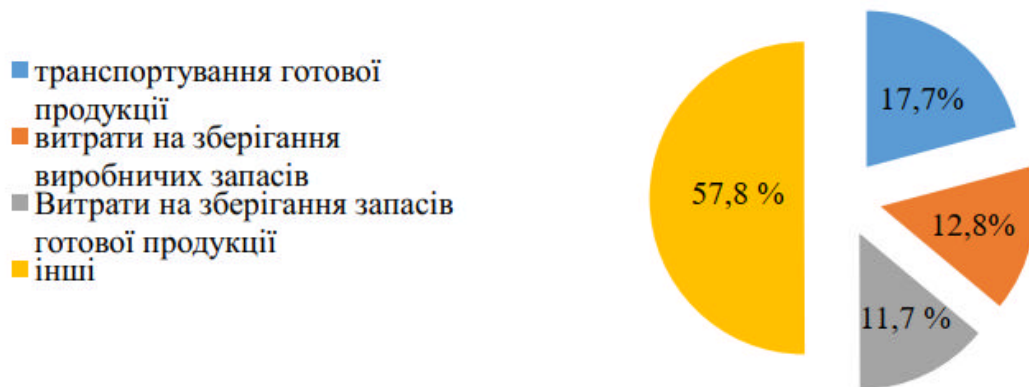 транспортування готової
продукції
витрати на зберігання
виробничих запасів
Витрати на зберігання запасів
готової продукції
інші
17,7%
12,8%
11,7 %
57,8 %